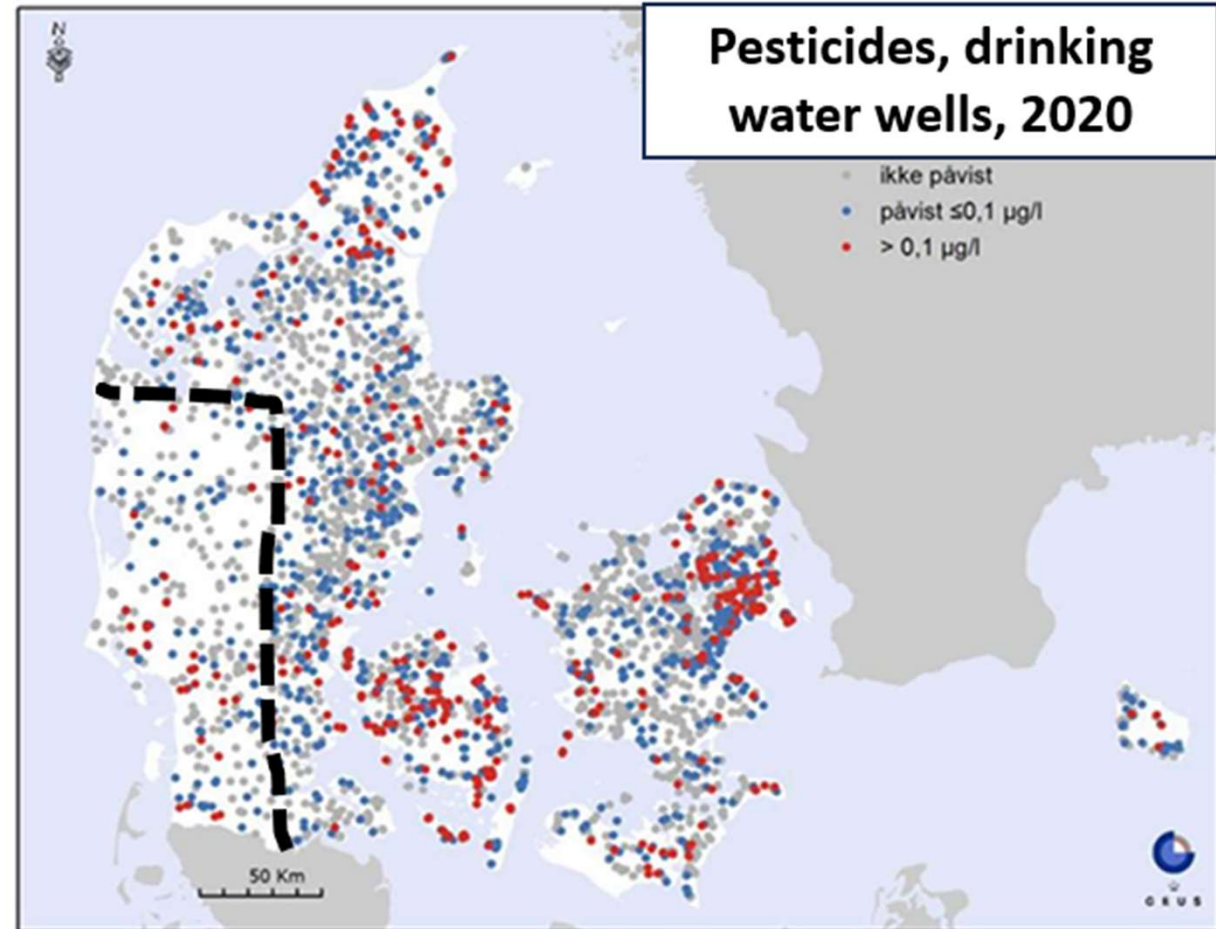 Pesticides, drinking
water wells, 2020
N
ikke påvist
påvist ≤0,1 µg/l
> 0,1 µg/l
50 Km
GEUS